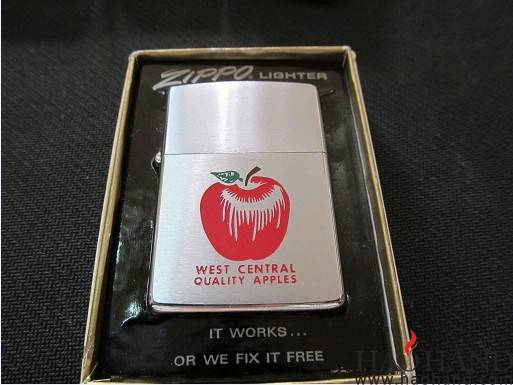 ZIPPO LIGHTER
WEST CENTRAL
QUALITY APPLES
IT WORKS...
OR WE FIX IT FREE